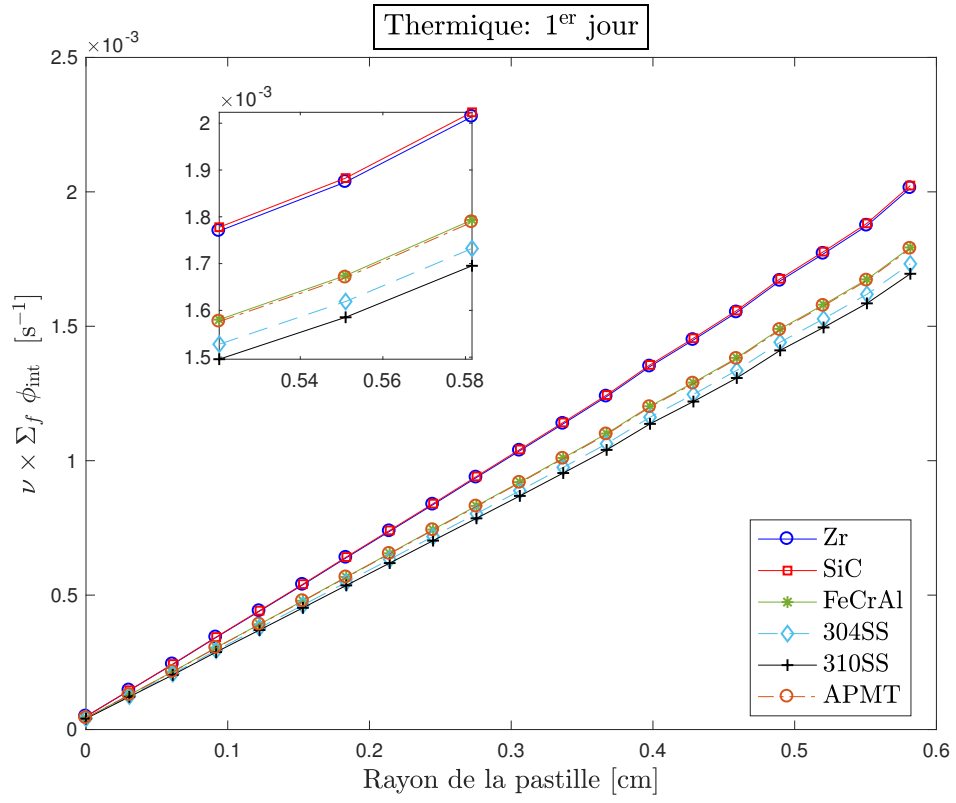 Thermique: 1er jour
×10-3
2.5
2
1.5
1
0.5
0
×10-3
2
1.9
1.8
1.7
1.6
1.5
0.54 0.56 0.58
ν × Σf ϕint [s−1]
Zr
SiC
FeCrAl
304SS
310SS
APMT
0 0.1 0.2 0.3 0.4 0.5 0.6
Rayon de la pastille [cm]